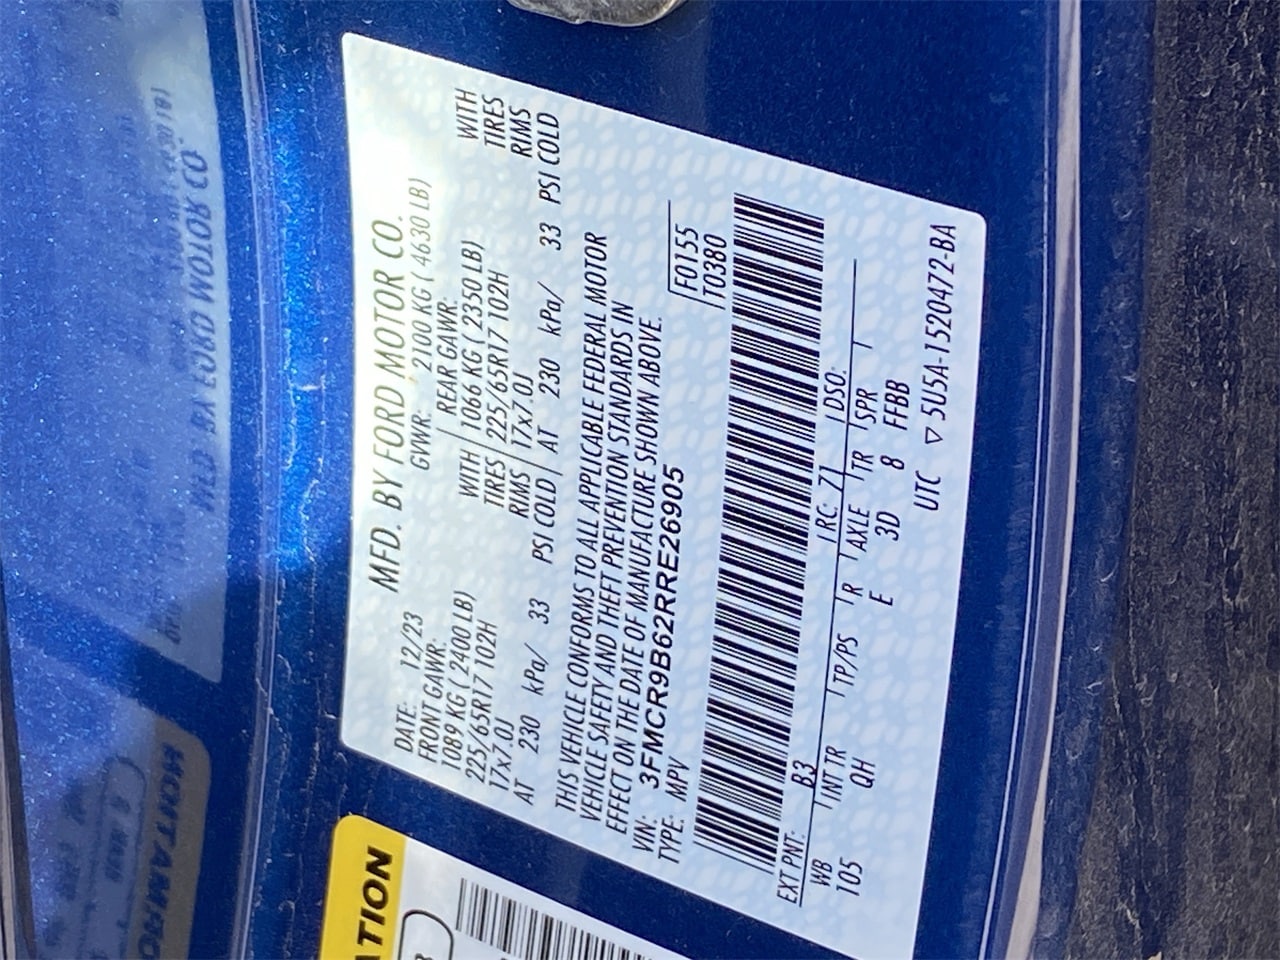 MFD. BY FORD MOTOR CO.
DATE: 12/23 GVWR: 2100 KG ( 4630 LB)
FRONT GAWR: REAR GAWR:
1089 KG ( 2400 LB) WITH 1066 KG ( 2350 LB) WITH
225/65R17 102H TIRES 225/65R17 102H TIRES
17x7.0J RIMS 17x7.0J RIMS
AT 230 kPa/ 33 PSI COLD AT 230 kPa/ 33 PSI COLD
THIS VEHICLE CONFORMS TO ALL APPLICABLE FEDERAL MOTOR
VEHICLE SAFETY AND THEFT PREVENTION STANDARDS IN
EFFECT ON THE DATE OF MANUFACTURE SHOWN ABOVE.
VIN: 3FMCR9B62RRE26905 F0155
TYPE: MPV T0380
EXT PNT: B3 RC: 71 DSO:
WB INT TR TP/PS R AXLE TR SPR
105 QH E 3D 8 FFBB
UTC ▽ 5U5A-1520472-BA
ATION